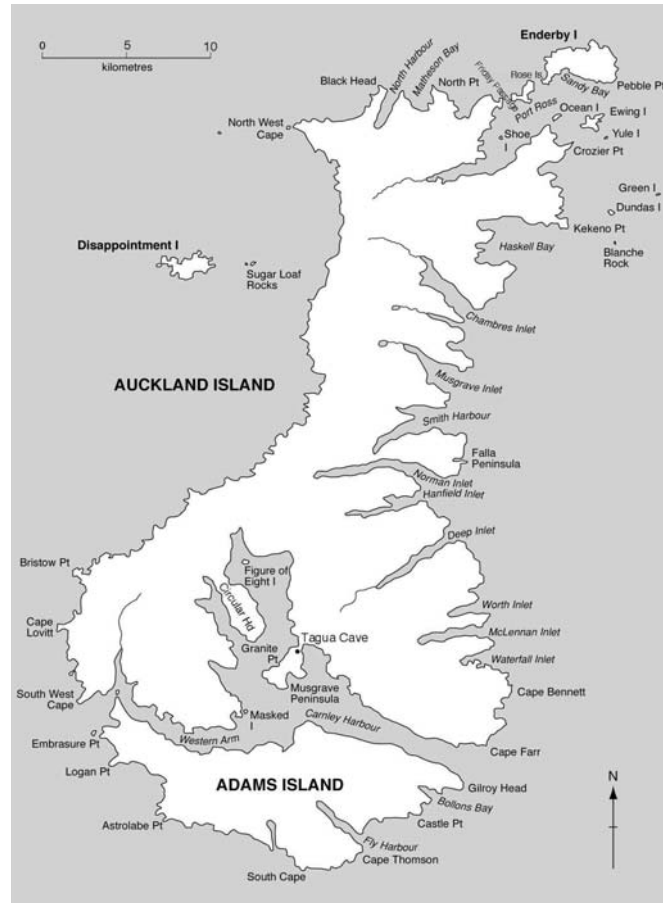 Enderby I
0 5 10
kilometres
Black Head
North Harbour
Matheson Bay
North Pt
Friday Passage
Rose Is.
Sandy Bay
Pebble Pt
Port Ross
Ocean I
Ewing I
North West
Cape
Shoe
I
Yule I
Crozier Pt
Green I
Dundas I
Kekeno Pt
Disappointment I
Haskell Bay
Blanche
Rock
Sugar Loaf
Rocks
Chambres Inlet
AUCKLAND ISLAND
Musgrave Inlet
Smith Harbour
Falla
Peninsula
Norman Inlet
Hanfield Inlet
Deep Inlet
Bristow Pt
Figure of
Eight I
Circular Hd
Worth Inlet
Cape
Lovitt
Tagua Cave
McLennan Inlet
Granite
Pt
Waterfall Inlet
South West
Cape
Musgrave
Peninsula
Cape Bennett
Masked
I
Carnley Harbour
Embrasure Pt
Western Arm
Cape Farr
N
Logan Pt
ADAMS ISLAND
Gilroy Head
Bollons Bay
Astrolabe Pt
Castle Pt
Fly Harbour
Cape Thomson
South Cape